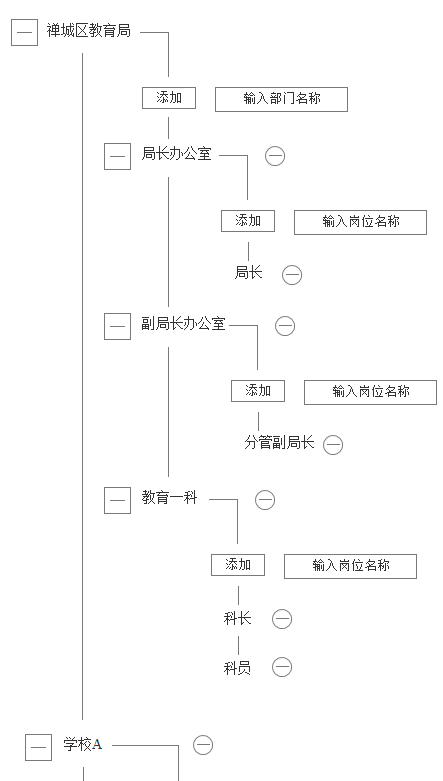 禅城区教育局
添加 输入部门名称
局长办公室
添加 输入岗位名称
局长
副局长办公室
添加 输入岗位名称
分管副局长
教育一科
添加 输入岗位名称
科长
科员
学校A